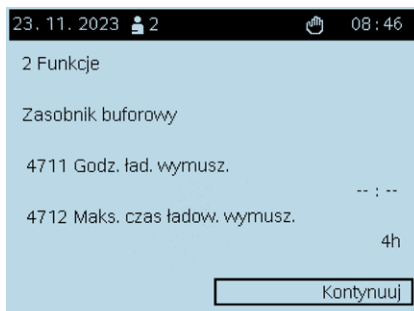 23. 11. 2023 2 08:46
2 Funkcje
Zasobnik buforowy
4711 Godz. ład. wymusz.
-- : --
4712 Maks. czas ładow. wymusz.
4h
Kontynuuj